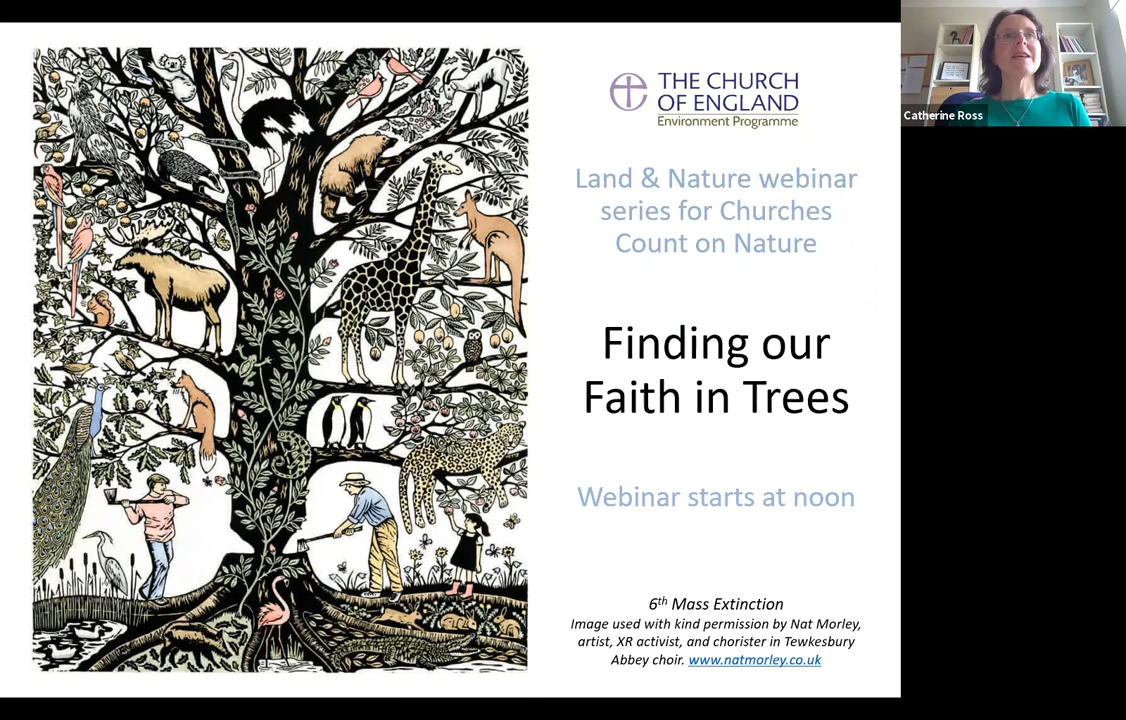 THE CHURCH
OF ENGLAND
Environment Programme
Catherine Ross
Land & Nature webinar
series for Churches
Count on Nature
Finding our
Faith in Trees
Webinar starts at noon
6th Mass Extinction
Image used with kind permission by Nat Morley,
artist, XR activist, and chorister in Tewkesbury
Abbey choir. www.natmorley.co.uk